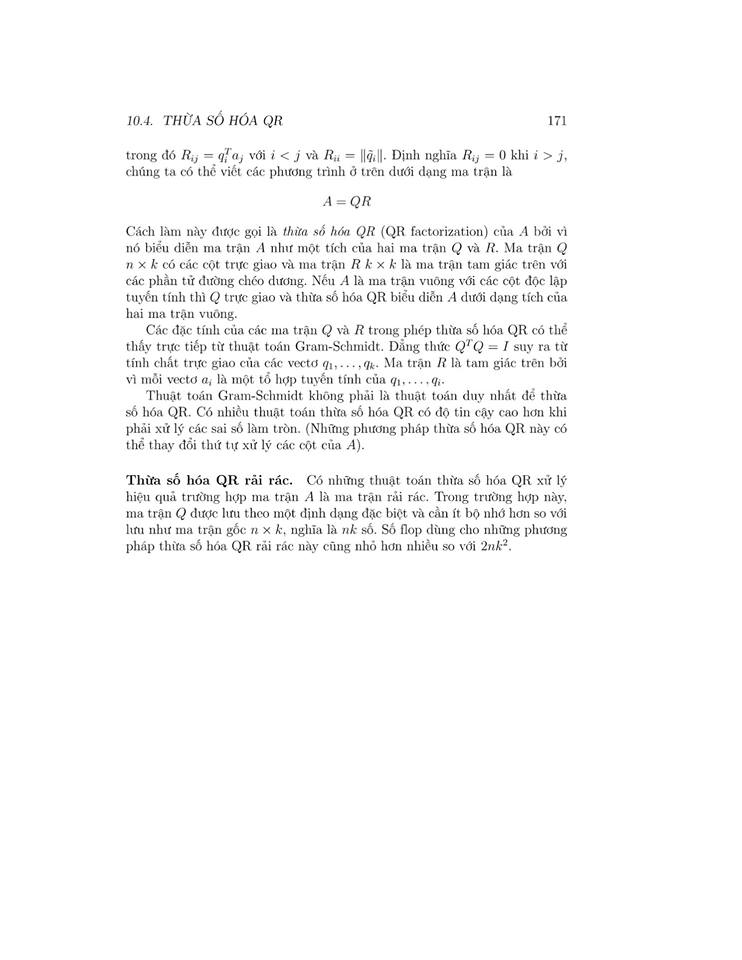 10.4. THỪA SỐ HÓA QR 171
trong đó R_{ij} = q_i^T a_j với i < j và R_{ii} = ‖q̃_i‖. Định nghĩa R_{ij} = 0 khi i > j,
chúng ta có thể viết các phương trình ở trên dưới dạng ma trận là
A = QR
Cách làm này được gọi là thừa số hóa QR (QR factorization) của A bởi vì
nó biểu diễn ma trận A như một tích của hai ma trận Q và R. Ma trận Q
n × k có các cột trực giao và ma trận R k × k là ma trận tam giác trên với
các phần tử đường chéo dương. Nếu A là ma trận vuông với các cột độc lập
tuyến tính thì Q trực giao và thừa số hóa QR biểu diễn A dưới dạng tích của
hai ma trận vuông.
Các đặc tính của các ma trận Q và R trong phép thừa số hóa QR có thể
thấy trực tiếp từ thuật toán Gram-Schmidt. Đẳng thức Q^T Q = I suy ra từ
tính chất trực giao của các vectơ q_1, . . . , q_k. Ma trận R là tam giác trên bởi
vì mỗi vectơ a_i là một tổ hợp tuyến tính của q_1, . . . , q_i.
Thuật toán Gram-Schmidt không phải là thuật toán duy nhất để thừa
số hóa QR. Có nhiều thuật toán thừa số hóa QR có độ tin cậy cao hơn khi
phải xử lý các sai số làm tròn. (Những phương pháp thừa số hóa QR này có
thể thay đổi thứ tự xử lý các cột của A).
Thừa số hóa QR rải rác. Có những thuật toán thừa số hóa QR xử lý
hiệu quả trường hợp ma trận A là ma trận rải rác. Trong trường hợp này,
ma trận Q được lưu theo một định dạng đặc biệt và cần ít bộ nhớ hơn so với
lưu như ma trận gốc n × k, nghĩa là nk số. Số flop dùng cho những phương
pháp thừa số hóa QR rải rác này cũng nhỏ hơn nhiều so với 2nk².